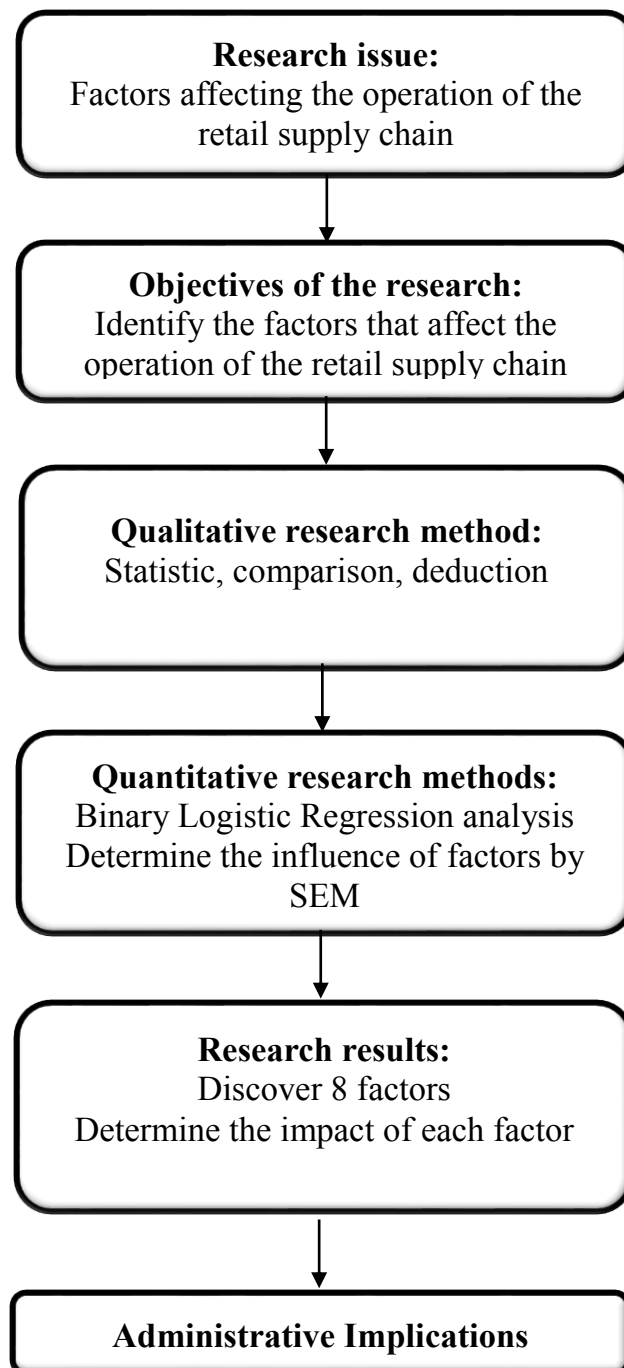 Research issue:
Factors affecting the operation of the
retail supply chain
Objectives of the research:
Identify the factors that affect the
operation of the retail supply chain
Qualitative research method:
Statistic, comparison, deduction
Quantitative research methods:
Binary Logistic Regression analysis
Determine the influence of factors by
SEM
Research results:
Discover 8 factors
Determine the impact of each factor
Administrative Implications